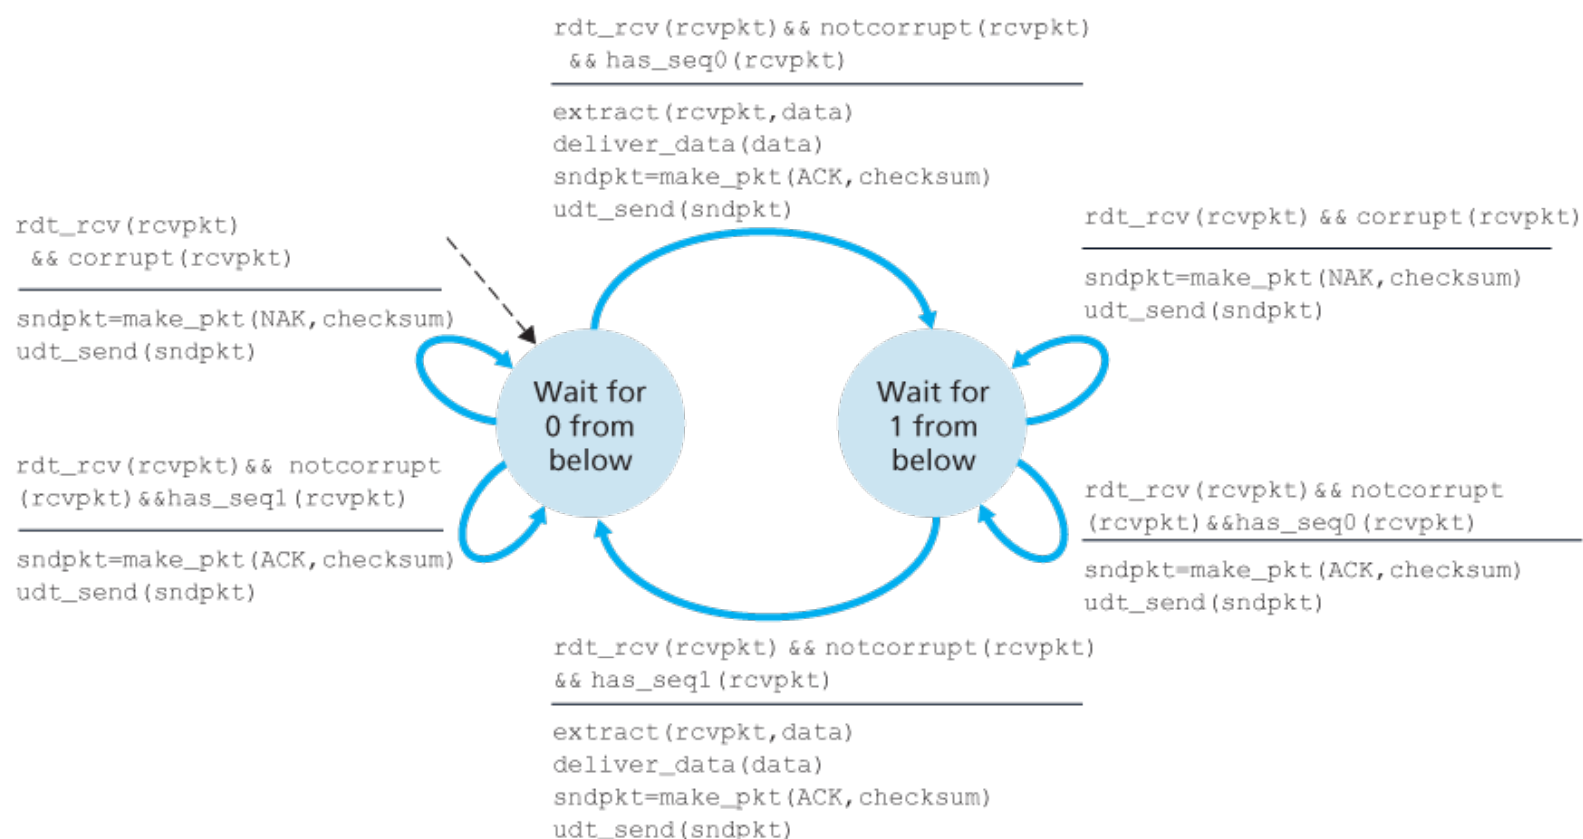 rdt_rcv(rcvpkt)&& notcorrupt(rcvpkt)
&& has_seq0(rcvpkt)
extract(rcvpkt,data)
deliver_data(data)
sndpkt=make_pkt(ACK,checksum)
udt_send(sndpkt)
rdt_rcv(rcvpkt)
&& corrupt(rcvpkt)
sndpkt=make_pkt(NAK,checksum)
udt_send(sndpkt)
rdt_rcv(rcvpkt) && corrupt(rcvpkt)
sndpkt=make_pkt(NAK,checksum)
udt_send(sndpkt)
Wait for
0 from
below
Wait for
1 from
below
rdt_rcv(rcvpkt)&& notcorrupt
(rcvpkt)&&has_seq1(rcvpkt)
sndpkt=make_pkt(ACK,checksum)
udt_send(sndpkt)
rdt_rcv(rcvpkt)&& notcorrupt
(rcvpkt)&&has_seq0(rcvpkt)
sndpkt=make_pkt(ACK,checksum)
udt_send(sndpkt)
rdt_rcv(rcvpkt) && notcorrupt(rcvpkt)
&& has_seq1(rcvpkt)
extract(rcvpkt,data)
deliver_data(data)
sndpkt=make_pkt(ACK,checksum)
udt_send(sndpkt)